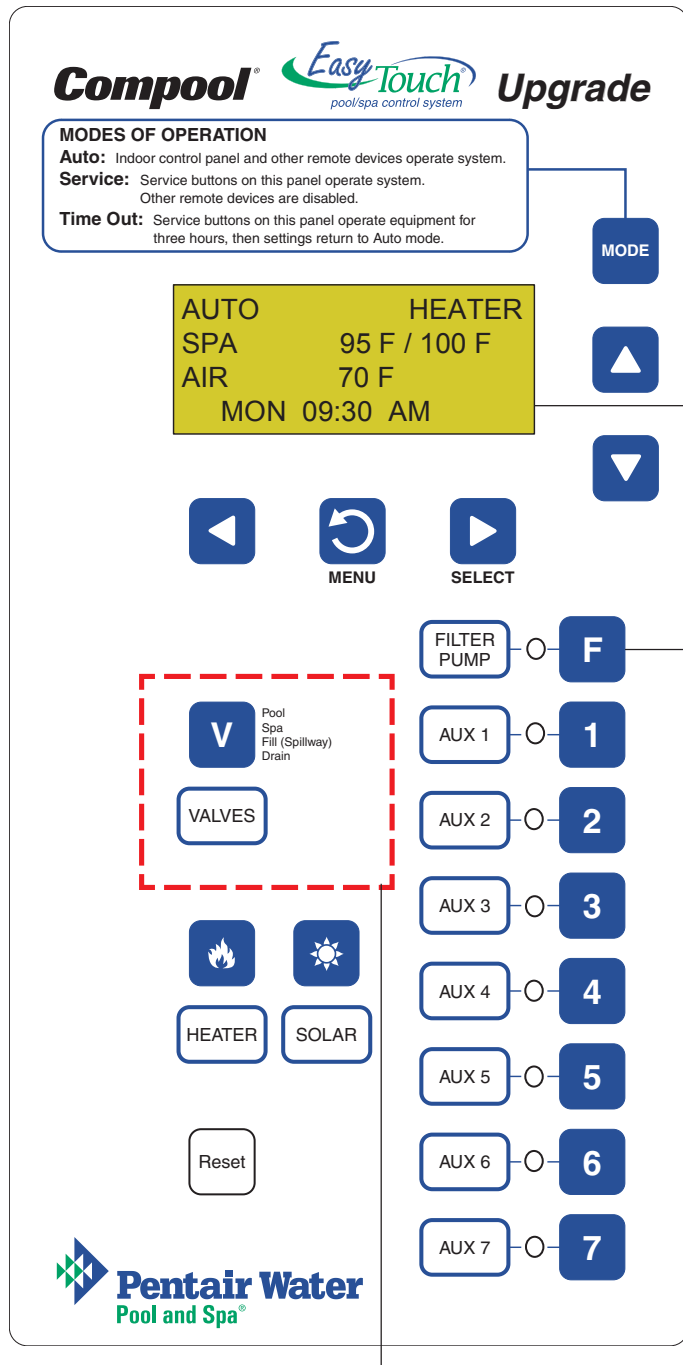 Compool® Easy Touch® Upgrade
pool/spa control system
MODES OF OPERATION
Auto: Indoor control panel and other remote devices operate system.
Service: Service buttons on this panel operate system.
Other remote devices are disabled.
Time Out: Service buttons on this panel operate equipment for
three hours, then settings return to Auto mode.
MODE
AUTO HEATER
SPA 95 F / 100 F
AIR 70 F
MON 09:30 AM
MENU SELECT
FILTER
PUMP
F
V
Pool
Spa
Fill (Spillway)
Drain
AUX 1 1
VALVES
AUX 2 2
AUX 3 3
AUX 4 4
HEATER SOLAR
AUX 5 5
Reset
AUX 6 6
AUX 7 7
Pentair Water
Pool and Spa®